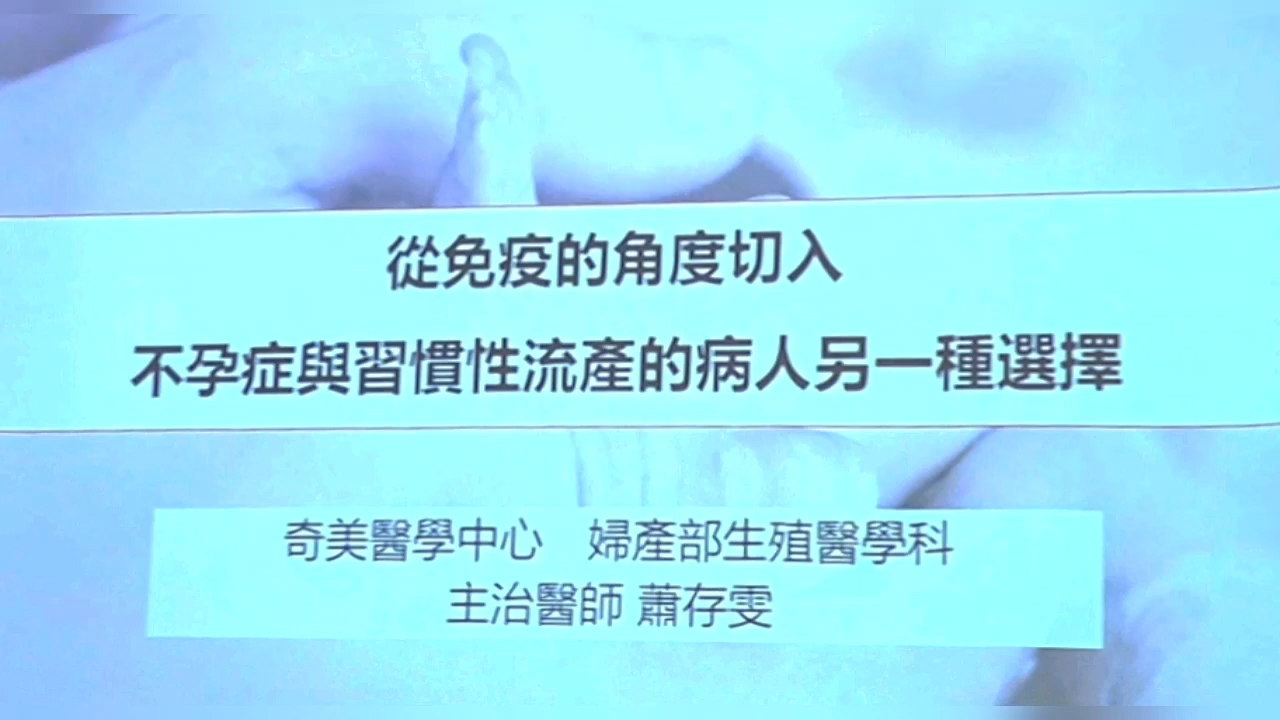 從免疫的角度切入
不孕症與習慣性流產的病人另一種選擇
奇美醫學中心 婦產部生殖醫學科
主治醫師 蕭存雯